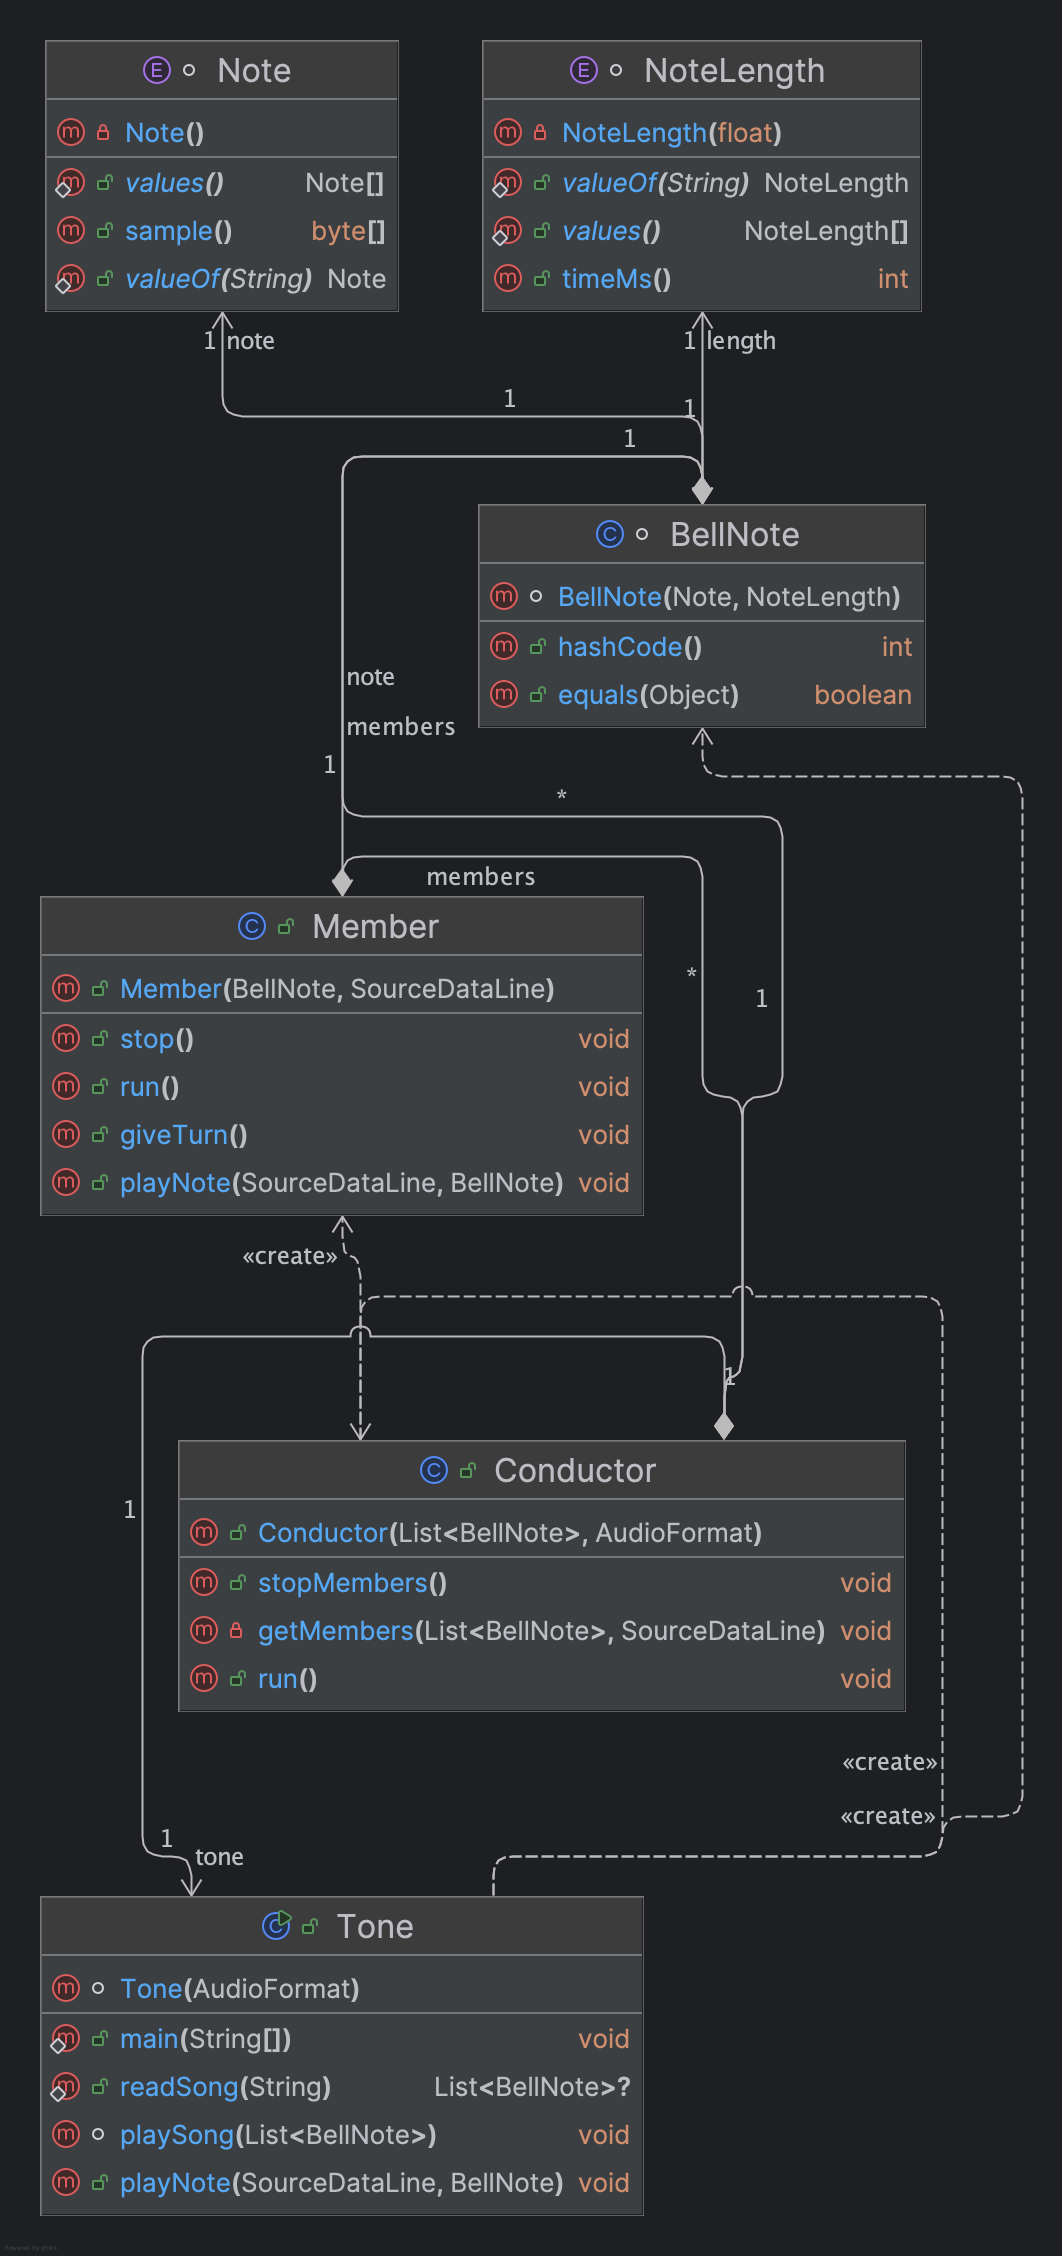 Note
Note()
values() Note[]
sample() byte[]
valueOf(String) Note
NoteLength
NoteLength(float)
valueOf(String) NoteLength
values() NoteLength[]
timeMs() int
1 note
1 length
1
1
1
BellNote
BellNote(Note, NoteLength)
hashCode() int
equals(Object) boolean
note
members
1
*
members
Member
Member(BellNote, SourceDataLine)
stop() void
run() void
giveTurn() void
playNote(SourceDataLine, BellNote) void
*
1
«create»
1
Conductor
Conductor(List<BellNote>, AudioFormat)
stopMembers() void
getMembers(List<BellNote>, SourceDataLine) void
run() void
1
«create»
«create»
1
tone
Tone
Tone(AudioFormat)
main(String[]) void
readSong(String) List<BellNote>?
playSong(List<BellNote>) void
playNote(SourceDataLine, BellNote) void
Powered by yFiles